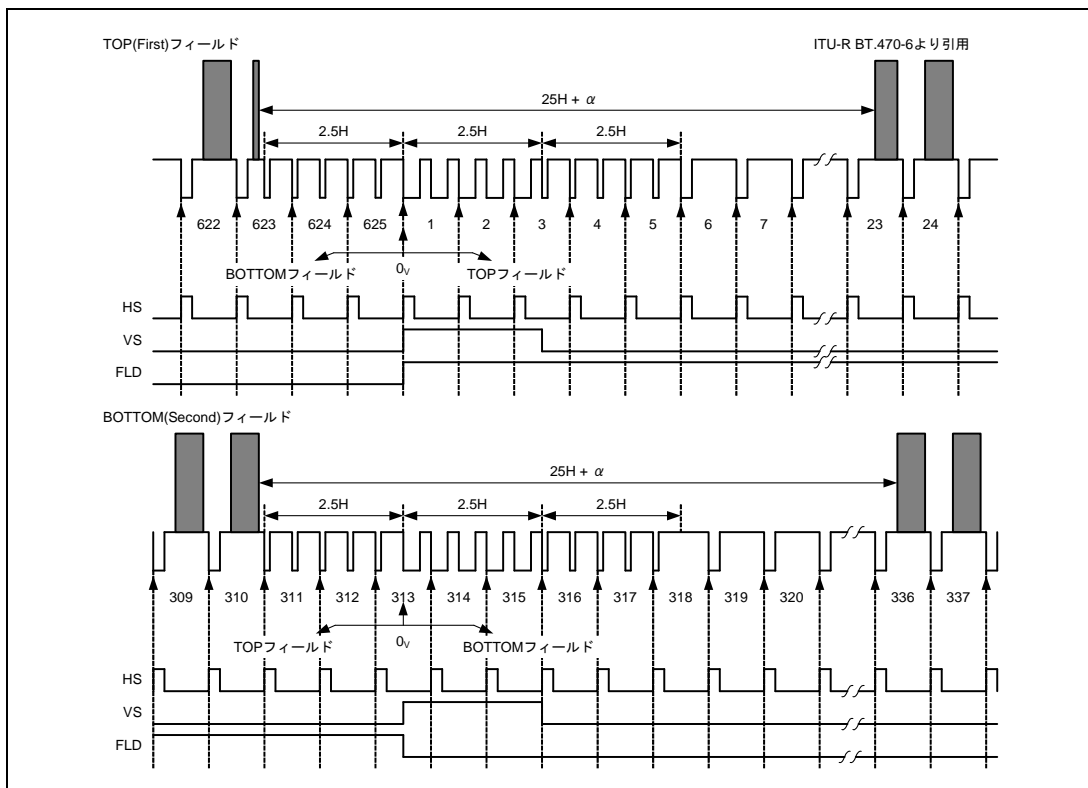 TOP(First)フィールド
ITU-R BT.470-6より引用
25H + α
2.5H 2.5H 2.5H
622 623 624 625 1 2 3 4 5 6 7 23 24
0V
BOTTOMフィールド TOPフィールド
HS
VS
FLD
BOTTOM(Second)フィールド
25H + α
2.5H 2.5H 2.5H
309 310 311 312 313 314 315 316 317 318 319 320 336 337
0V
TOPフィールド BOTTOMフィールド
HS
VS
FLD